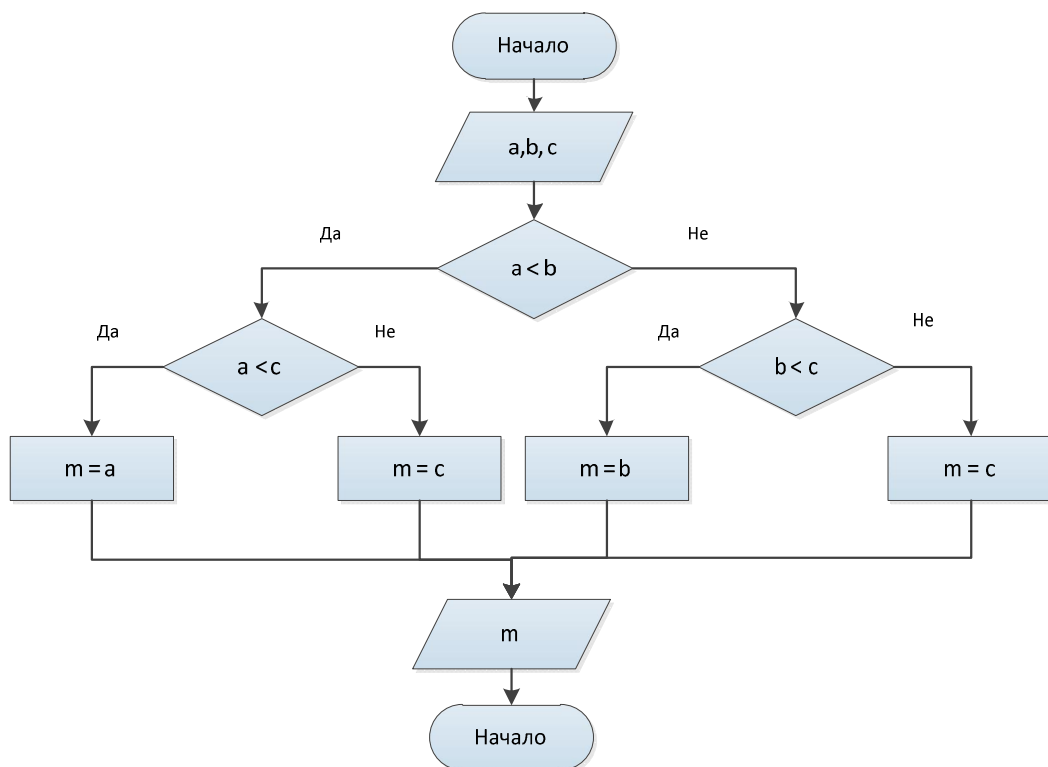 Начало
a,b, c
Да
Не
a < b
Да
Не
Да
Не
a < c
b < c
m = a
m = c
m = b
m = c
m
Начало